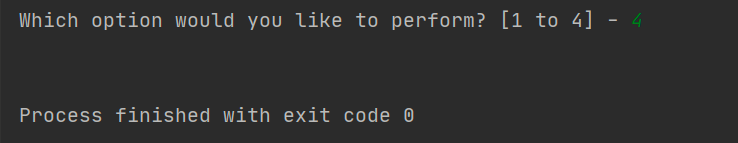 Which option would you like to perform? [1 to 4] - 4
Process finished with exit code 0